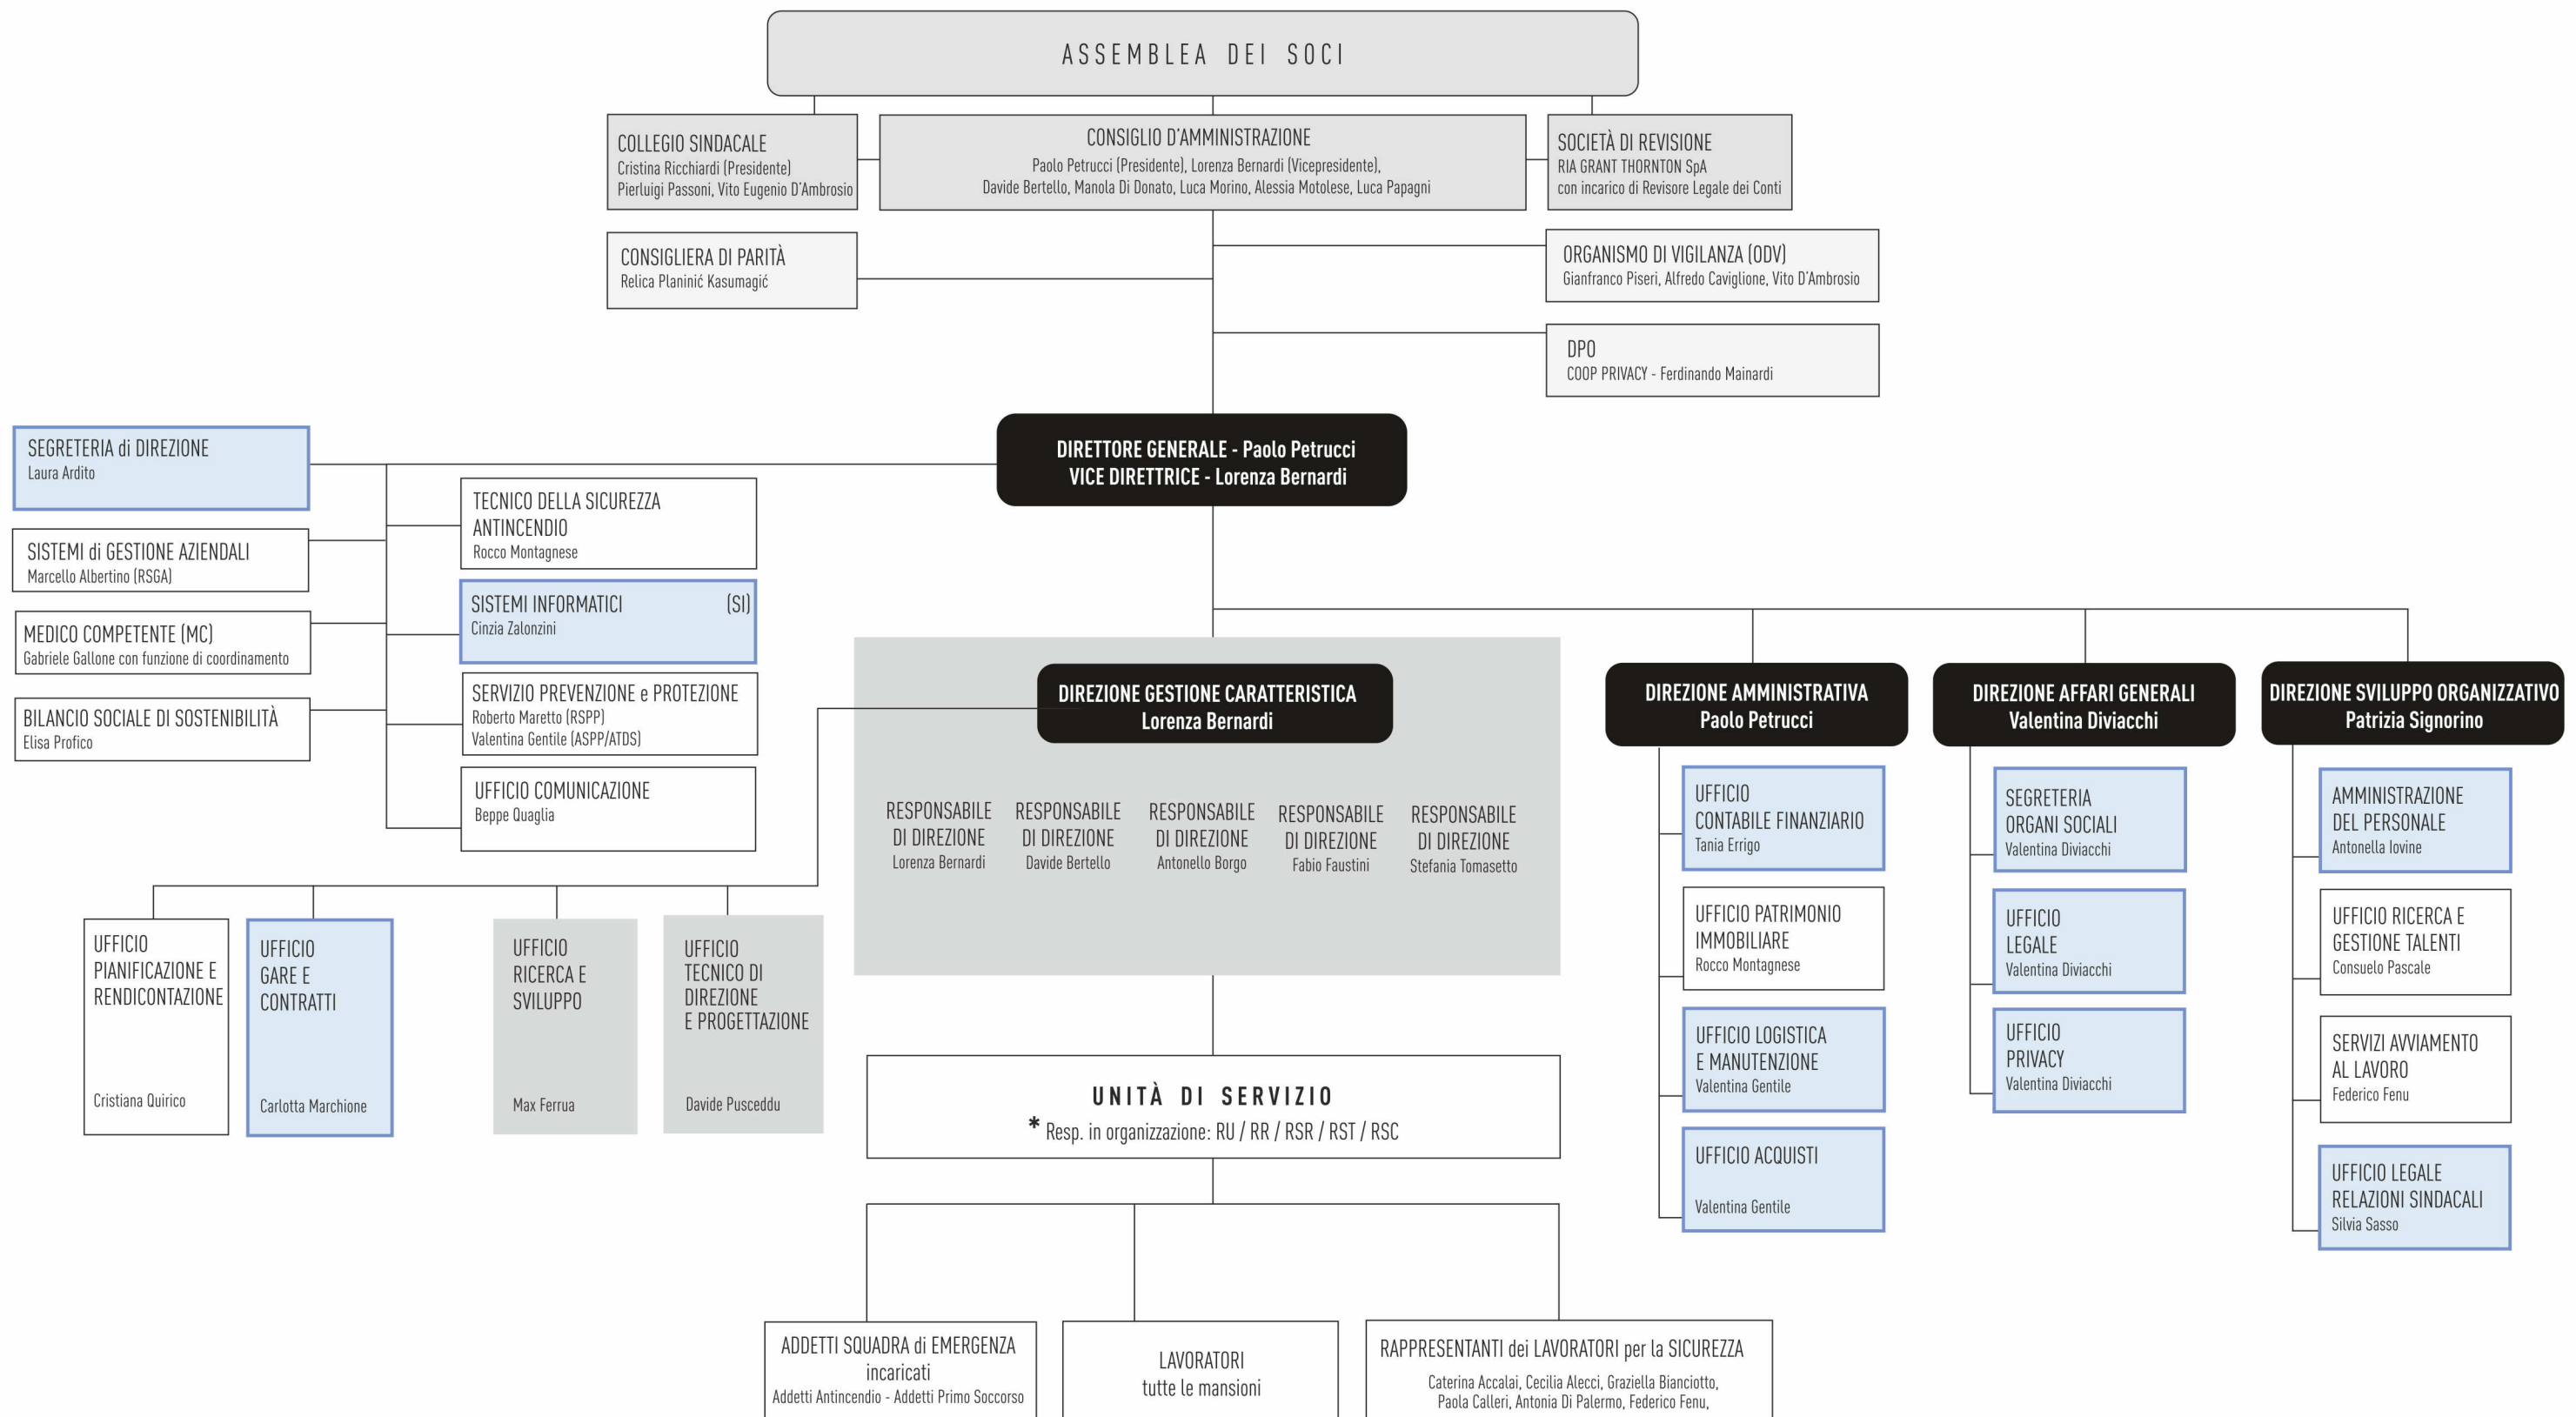 ASSEMBLEA DEI SOCI
COLLEGIO SINDACALE
Cristina Ricchiardi (Presidente)
Pierluigi Passoni, Vito Eugenio D'Ambrosio
CONSIGLIO D'AMMINISTRAZIONE
Paolo Petrucci (Presidente), Lorenza Bernardi (Vicepresidente),
Davide Bertello, Manola Di Donato, Luca Morino, Alessia Motolese, Luca Papagni
SOCIETÀ DI REVISIONE
RIA GRANT THORNTON SpA
con incarico di Revisore Legale dei Conti
CONSIGLIERA DI PARITÀ
Relica Planinić Kasumagić
ORGANISMO DI VIGILANZA (ODV)
Gianfranco Piseri, Alfredo Caviglione, Vito D'Ambrosio
DPO
COOP PRIVACY - Ferdinando Mainardi
DIRETTORE GENERALE - Paolo Petrucci
VICE DIRETTRICE - Lorenza Bernardi
SEGRETERIA di DIREZIONE
Laura Ardito
SISTEMI di GESTIONE AZIENDALI
Marcello Albertino (RSGA)
MEDICO COMPETENTE (MC)
Gabriele Gallone con funzione di coordinamento
BILANCIO SOCIALE DI SOSTENIBILITÀ
Elisa Profico
TECNICO DELLA SICUREZZA
ANTINCENDIO
Rocco Montagnese
SISTEMI INFORMATICI (SI)
Cinzia Zalonzini
SERVIZIO PREVENZIONE e PROTEZIONE
Roberto Maretto (RSPP)
Valentina Gentile (ASPP/ATDS)
UFFICIO COMUNICAZIONE
Beppe Quaglia
DIREZIONE GESTIONE CARATTERISTICA
Lorenza Bernardi
RESPONSABILE
DI DIREZIONE
Lorenza Bernardi
RESPONSABILE
DI DIREZIONE
Davide Bertello
RESPONSABILE
DI DIREZIONE
Antonello Borgo
RESPONSABILE
DI DIREZIONE
Fabio Faustini
RESPONSABILE
DI DIREZIONE
Stefania Tomasetto
DIREZIONE AMMINISTRATIVA
Paolo Petrucci
UFFICIO
CONTABILE FINANZIARIO
Tania Errigo
UFFICIO PATRIMONIO
IMMOBILIARE
Rocco Montagnese
UFFICIO LOGISTICA
E MANUTENZIONE
Valentina Gentile
UFFICIO ACQUISTI
Valentina Gentile
DIREZIONE AFFARI GENERALI
Valentina Diviacchi
SEGRETERIA
ORGANI SOCIALI
Valentina Diviacchi
UFFICIO
LEGALE
Valentina Diviacchi
UFFICIO
PRIVACY
Valentina Diviacchi
DIREZIONE SVILUPPO ORGANIZZATIVO
Patrizia Signorino
AMMINISTRAZIONE
DEL PERSONALE
Antonella Iovine
UFFICIO RICERCA E
GESTIONE TALENTI
Consuelo Pascale
SERVIZI AVVIAMENTO
AL LAVORO
Federico Fenu
UFFICIO LEGALE
RELAZIONI SINDACALI
Silvia Sasso
UFFICIO
PIANIFICAZIONE E
RENDICONTAZIONE
Cristiana Quirico
UFFICIO
GARE E
CONTRATTI
Carlotta Marchione
UFFICIO
RICERCA E
SVILUPPO
Max Ferrua
UFFICIO
TECNICO DI
DIREZIONE
E PROGETTAZIONE
Davide Pusceddu
UNITÀ DI SERVIZIO
* Resp. in organizzazione: RU / RR / RSR / RST / RSC
ADDETTI SQUADRA di EMERGENZA
incaricati
Addetti Antincendio - Addetti Primo Soccorso
LAVORATORI
tutte le mansioni
RAPPRESENTANTI dei LAVORATORI per la SICUREZZA
Caterina Accalai, Cecilia Alecci, Graziella Bianciotto,
Paola Calleri, Antonia Di Palermo, Federico Fenu,